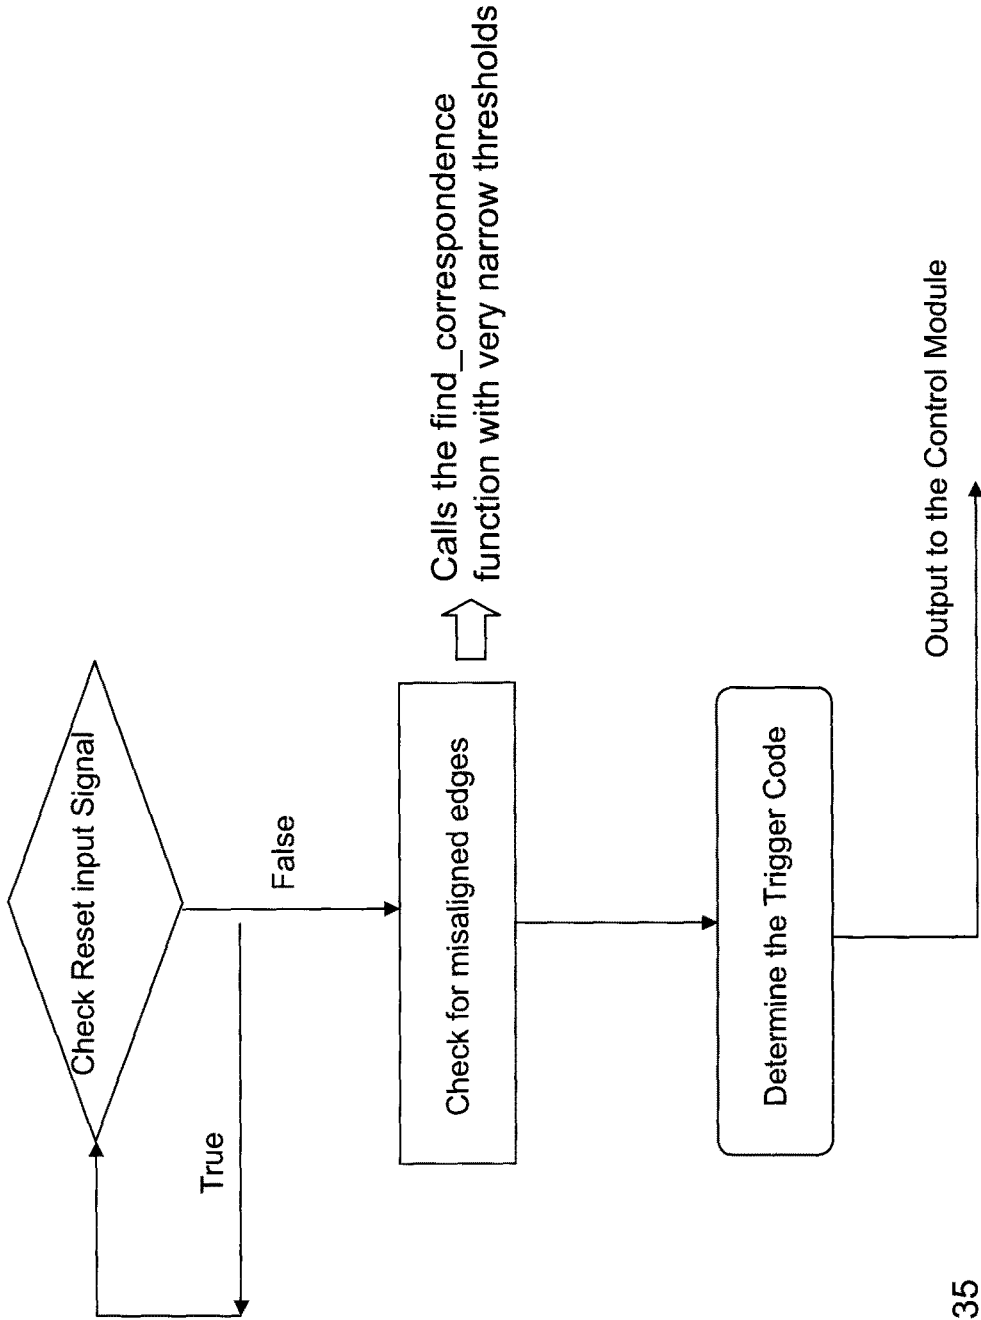 Check Reset input Signal
True
False
Check for misaligned edges
Calls the find_correspondence
function with very narrow thresholds
Determine the Trigger Code
Output to the Control Module
35